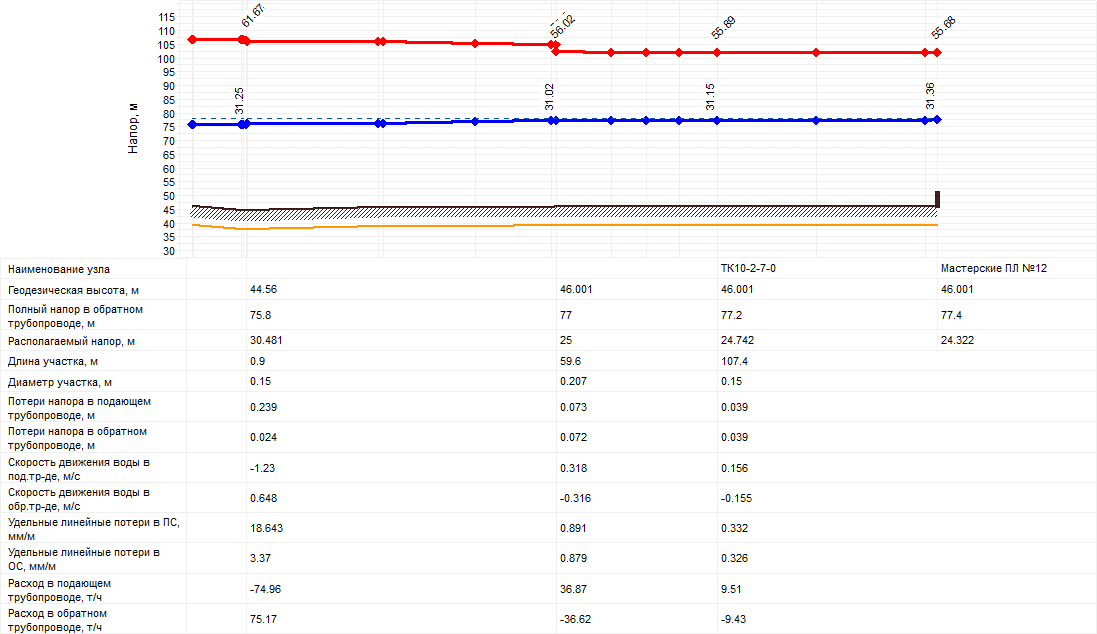 61.67
56.02
55.89
55.68
115
110
105
100
95
90
85
80
75
70
65
60
55
50
45
40
35
30
Напор, м
31.25
31.02
31.15
31.36
Наименование узла ТК10-2-7-0 Мастерские ПЛ №12
Геодезическая высота, м 44.56 46.001 46.001 46.001
Полный напор в обратном
трубопроводе, м 75.8 77 77.2 77.4
Располагаемый напор, м 30.481 25 24.742 24.322
Длина участка, м 0.9 59.6 107.4
Диаметр участка, м 0.15 0.207 0.15
Потери напора в подающем
трубопроводе, м 0.239 0.073 0.039
Потери напора в обратном
трубопроводе, м 0.024 0.072 0.039
Скорость движения воды в
под.тр-де, м/с -1.23 0.318 0.156
Скорость движения воды в
обр.тр-де, м/с 0.648 -0.316 -0.155
Удельные линейные потери в ПС,
мм/м 18.643 0.891 0.332
Удельные линейные потери в
ОС, мм/м 3.37 0.879 0.326
Расход в подающем
трубопроводе, т/ч -74.96 36.87 9.51
Расход в обратном
трубопроводе, т/ч 75.17 -36.62 -9.43